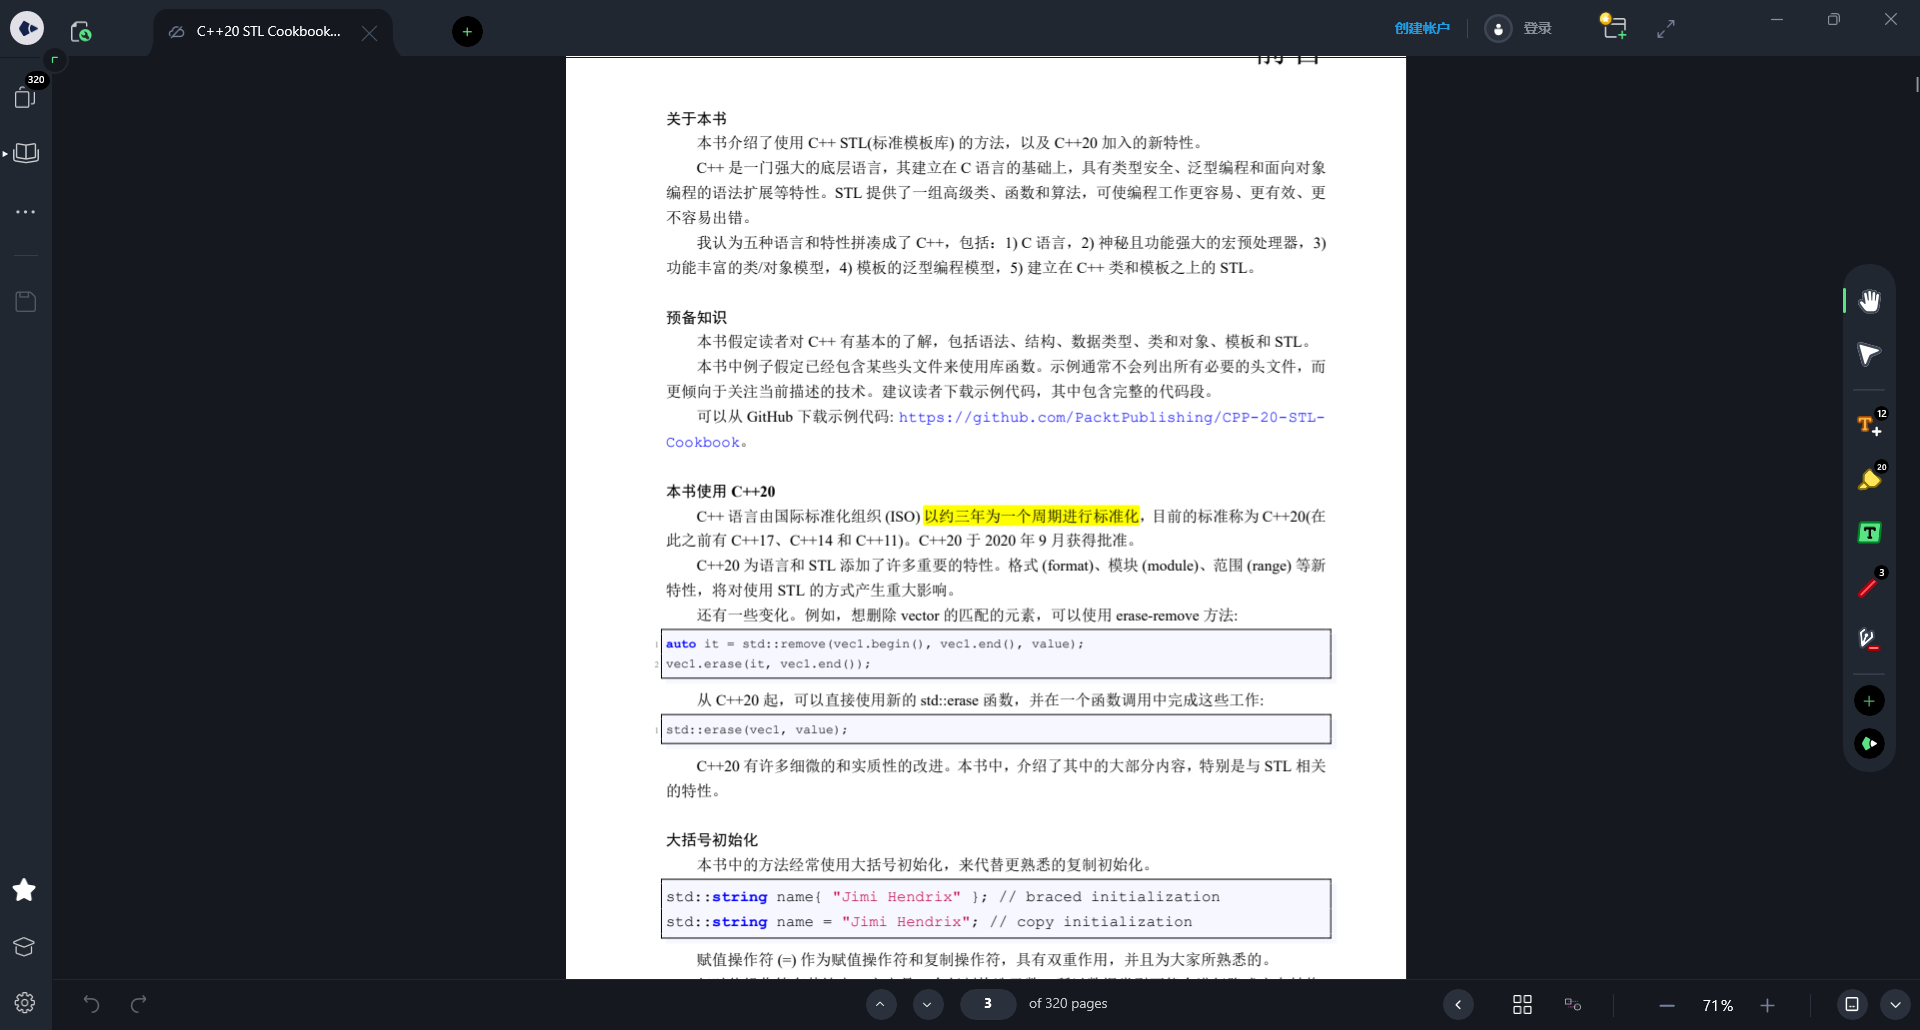 C++20 STL Cookbook...
创建帐户
登录
320
关于本书
本书介绍了使用 C++ STL(标准模板库) 的方法，以及 C++20 加入的新特性。
C++ 是一门强大的底层语言，其建立在 C 语言的基础上，具有类型安全、泛型编程和面向对象
编程的语法扩展等特性。STL 提供了一组高级类、函数和算法，可使编程工作更容易、更有效、更
不容易出错。
我认为五种语言和特性拼凑成了 C++，包括：1) C 语言，2) 神秘且功能强大的宏预处理器，3)
功能丰富的类/对象模型，4) 模板的泛型编程模型，5) 建立在 C++ 类和模板之上的 STL。
预备知识
本书假定读者对 C++ 有基本的了解，包括语法、结构、数据类型、类和对象、模板和 STL。
本书中例子假定已经包含某些头文件来使用库函数。示例通常不会列出所有必要的头文件，而
更倾向于关注当前描述的技术。建议读者下载示例代码，其中包含完整的代码段。
可以从 GitHub 下载示例代码: https://github.com/PacktPublishing/CPP-20-STL-
Cookbook。
本书使用 C++20
C++ 语言由国际标准化组织 (ISO) 以约三年为一个周期进行标准化，目前的标准称为 C++20(在
此之前有 C++17、C++14 和 C++11)。C++20 于 2020 年 9 月获得批准。
C++20 为语言和 STL 添加了许多重要的特性。格式 (format)、模块 (module)、范围 (range) 等新
特性，将对使用 STL 的方式产生重大影响。
还有一些变化。例如，想删除 vector 的匹配的元素，可以使用 erase-remove 方法:
1 auto it = std::remove(vec1.begin(), vec1.end(), value);
2 vec1.erase(it, vec1.end());
从 C++20 起，可以直接使用新的 std::erase 函数，并在一个函数调用中完成这些工作:
1 std::erase(vec1, value);
C++20 有许多细微的和实质性的改进。本书中，介绍了其中的大部分内容，特别是与 STL 相关
的特性。
大括号初始化
本书中的方法经常使用大括号初始化，来代替更熟悉的复制初始化。
std::string name{ "Jimi Hendrix" }; // braced initialization
std::string name = "Jimi Hendrix"; // copy initialization
赋值操作符 (=) 作为赋值操作符和复制操作符，具有双重作用，并且为大家所熟悉的。
12
20
3
3
of 320 pages
71%